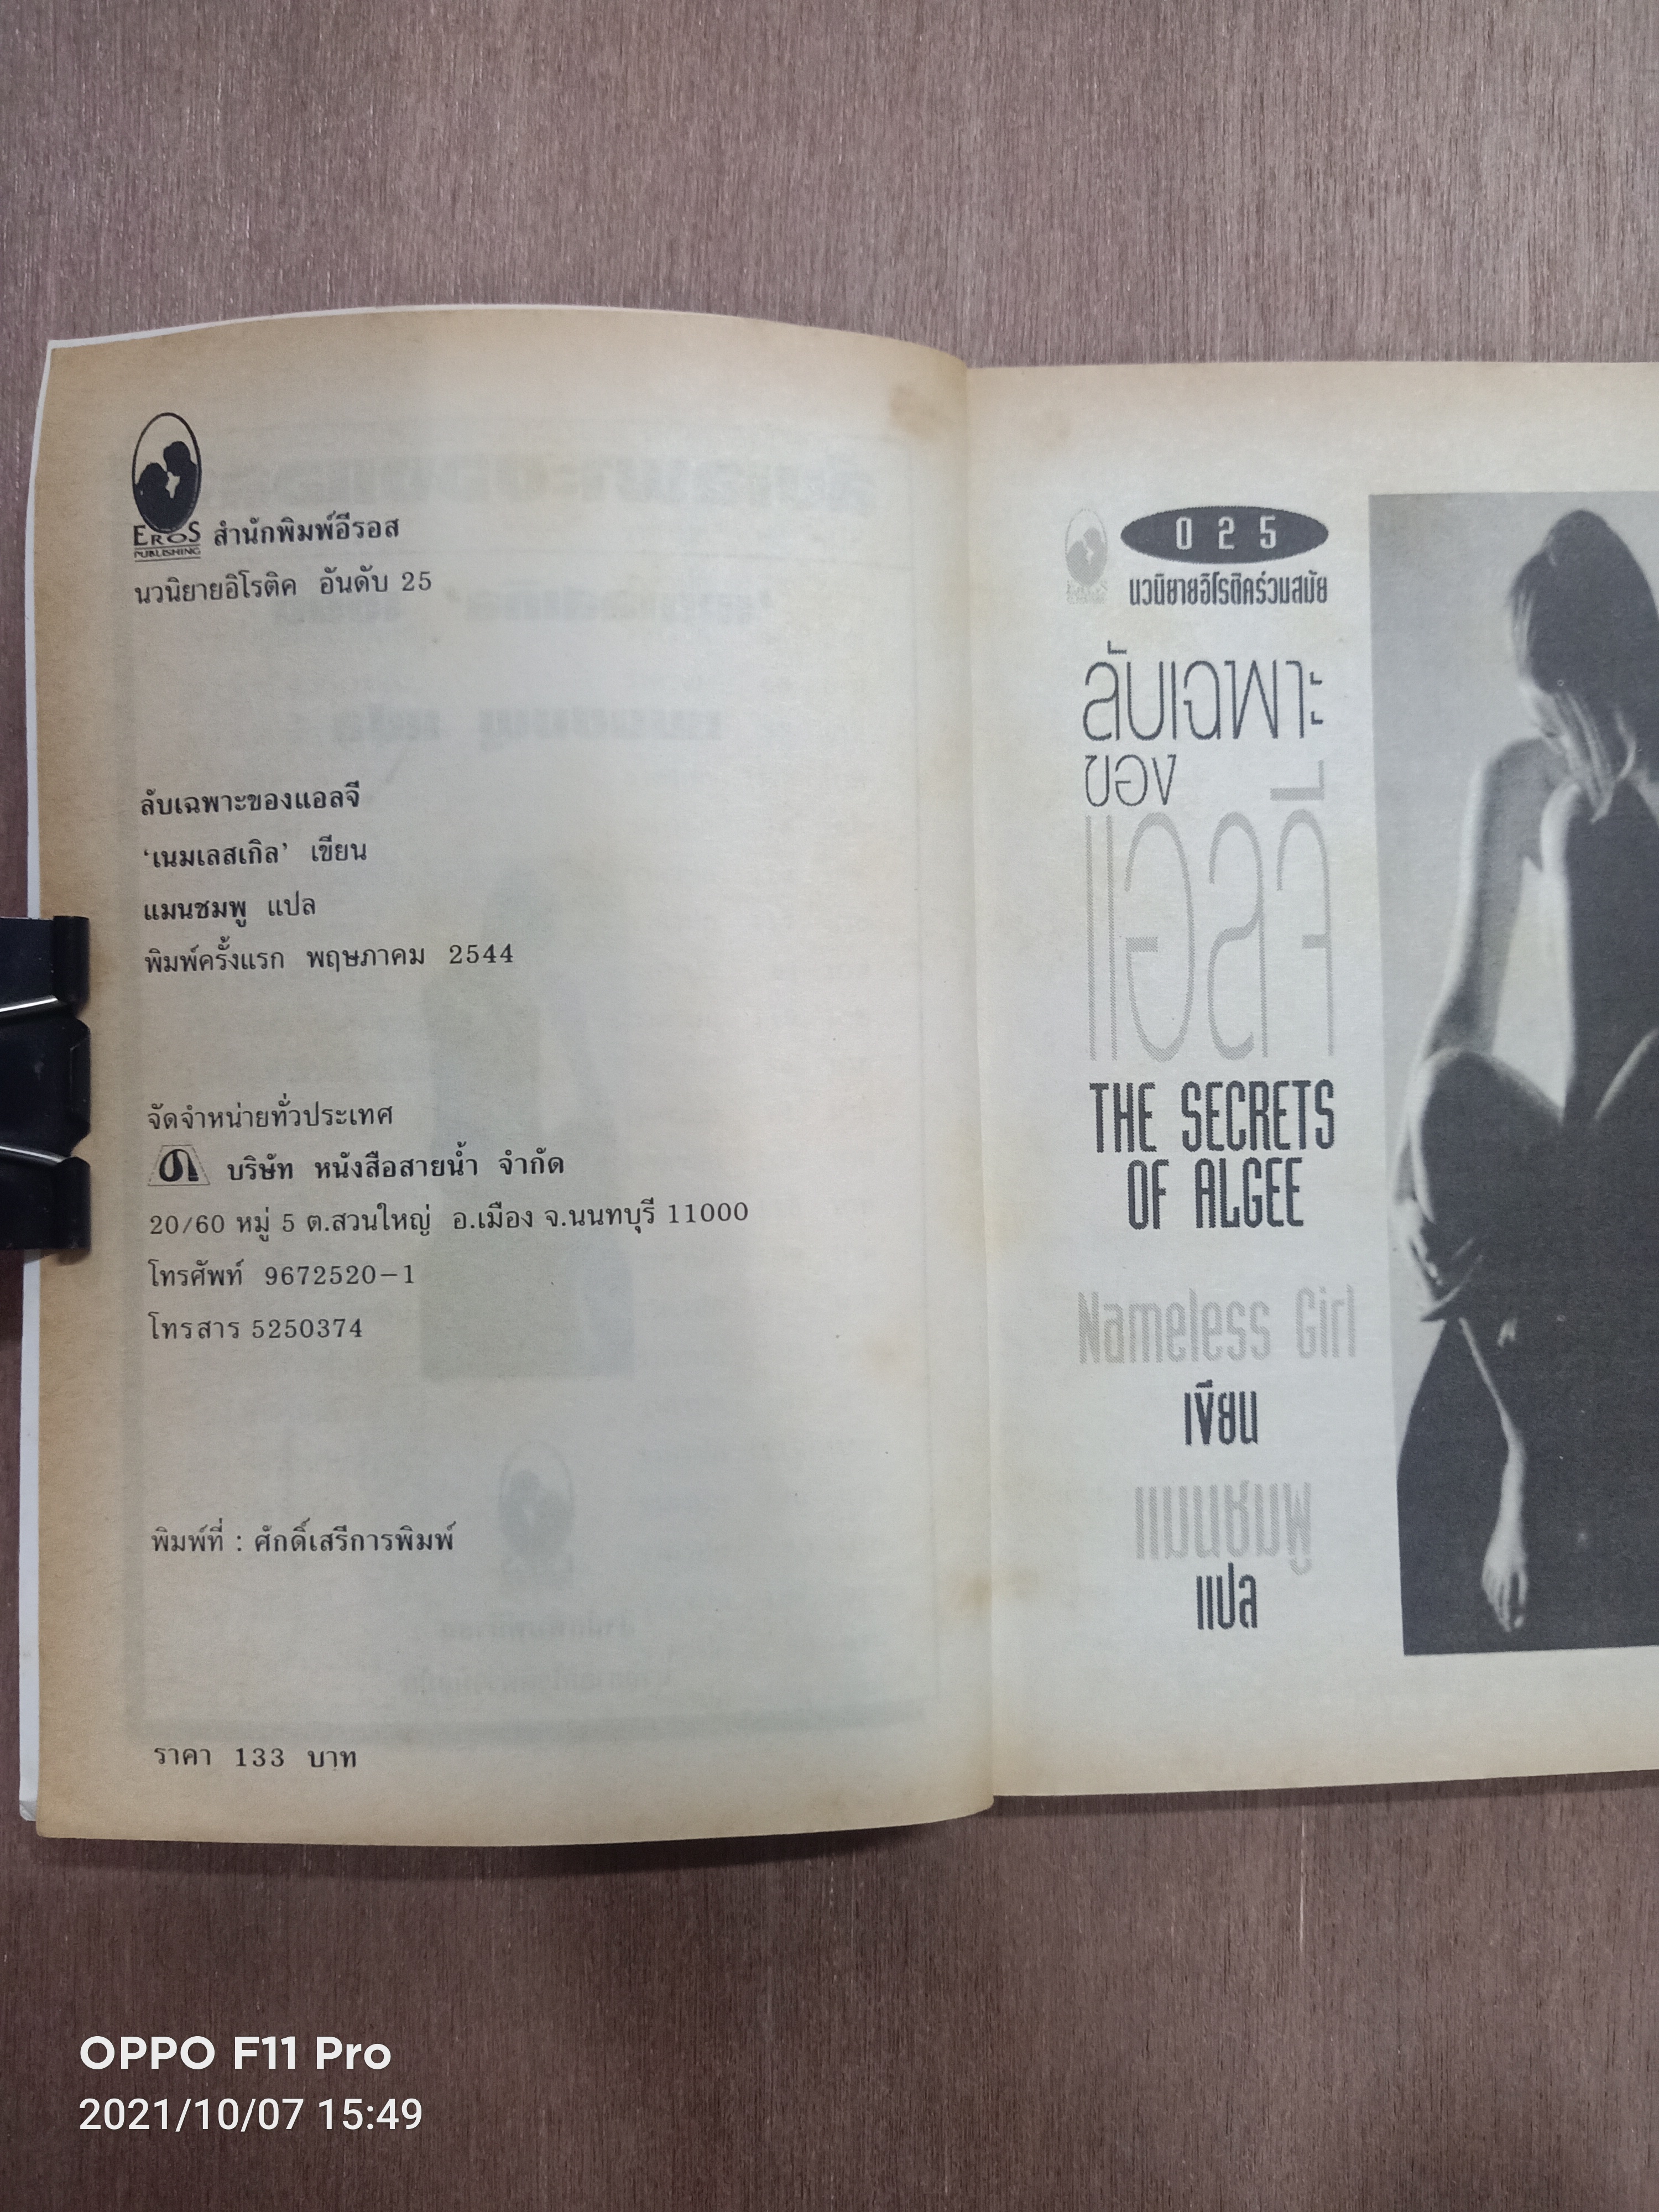 EROS
PUBLISHING
สำนักพิมพ์อีรอส
นวนิยายอิโรติค อันดับ 25
ลับเฉพาะของแอลจี
‘เนมเลสเกิล’ เขียน
แมนชมพู แปล
พิมพ์ครั้งแรก พฤษภาคม 2544
จัดจำหน่ายทั่วประเทศ
บริษัท หนังสือสายน้ำ จำกัด
20/60 หมู่ 5 ต.สวนใหญ่ อ.เมือง จ.นนทบุรี 11000
โทรศัพท์ 9672520-1
โทรสาร 5250374
พิมพ์ที่ : ศักดิ์เสรีการพิมพ์
ราคา 133 บาท
025
นวนิยายอิโรติคร่วมสมัย
ลับเฉพาะ
ของ
แอลจี
THE SECRETS
OF ALGEE
Nameless Girl
เขียน
แมนชมพู
แปล
OPPO F11 Pro
2021/10/07 15:49